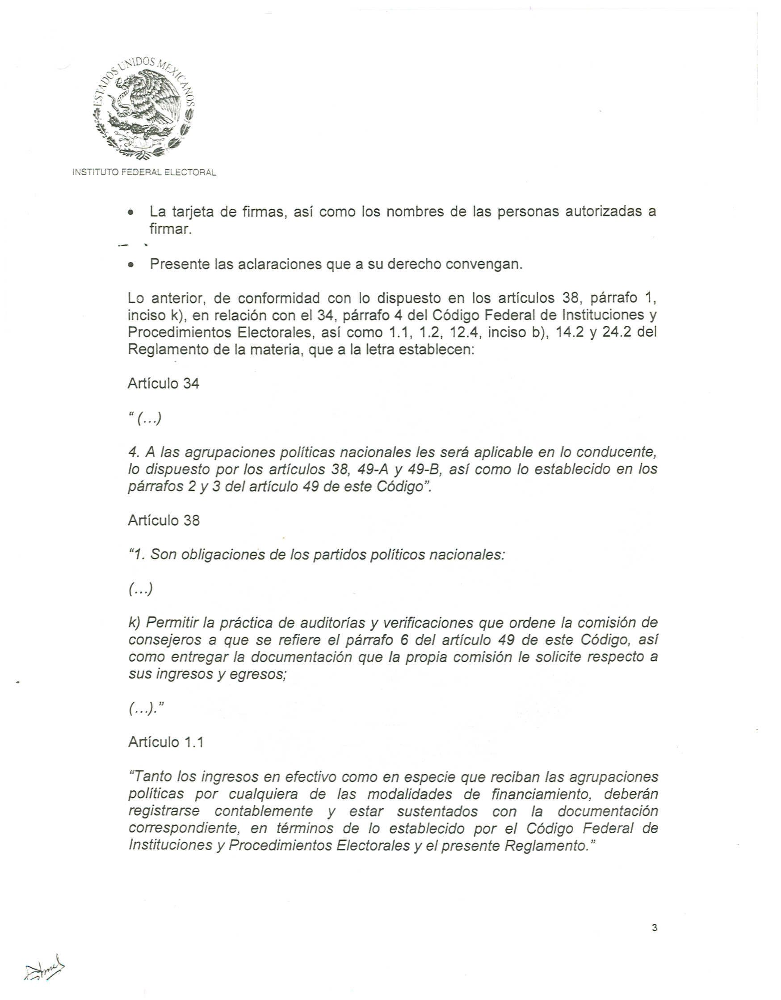 ESTADOS UNIDOS MEXICANOS
INSTITUTO FEDERAL ELECTORAL
• La tarjeta de firmas, así como los nombres de las personas autorizadas a
firmar.
• Presente las aclaraciones que a su derecho convengan.
Lo anterior, de conformidad con lo dispuesto en los artículos 38, párrafo 1,
inciso k), en relación con el 34, párrafo 4 del Código Federal de Instituciones y
Procedimientos Electorales, así como 1.1, 1.2, 12.4, inciso b), 14.2 y 24.2 del
Reglamento de la materia, que a la letra establecen:
Artículo 34
“ (...)
4. A las agrupaciones políticas nacionales les será aplicable en lo conducente,
lo dispuesto por los artículos 38, 49-A y 49-B, así como lo establecido en los
párrafos 2 y 3 del artículo 49 de este Código”.
Artículo 38
“1. Son obligaciones de los partidos políticos nacionales:
(...)
k) Permitir la práctica de auditorías y verificaciones que ordene la comisión de
consejeros a que se refiere el párrafo 6 del artículo 49 de este Código, así
como entregar la documentación que la propia comisión le solicite respecto a
sus ingresos y egresos;
(...).”
Artículo 1.1
“Tanto los ingresos en efectivo como en especie que reciban las agrupaciones
políticas por cualquiera de las modalidades de financiamiento, deberán
registrarse contablemente y estar sustentados con la documentación
correspondiente, en términos de lo establecido por el Código Federal de
Instituciones y Procedimientos Electorales y el presente Reglamento.”
3